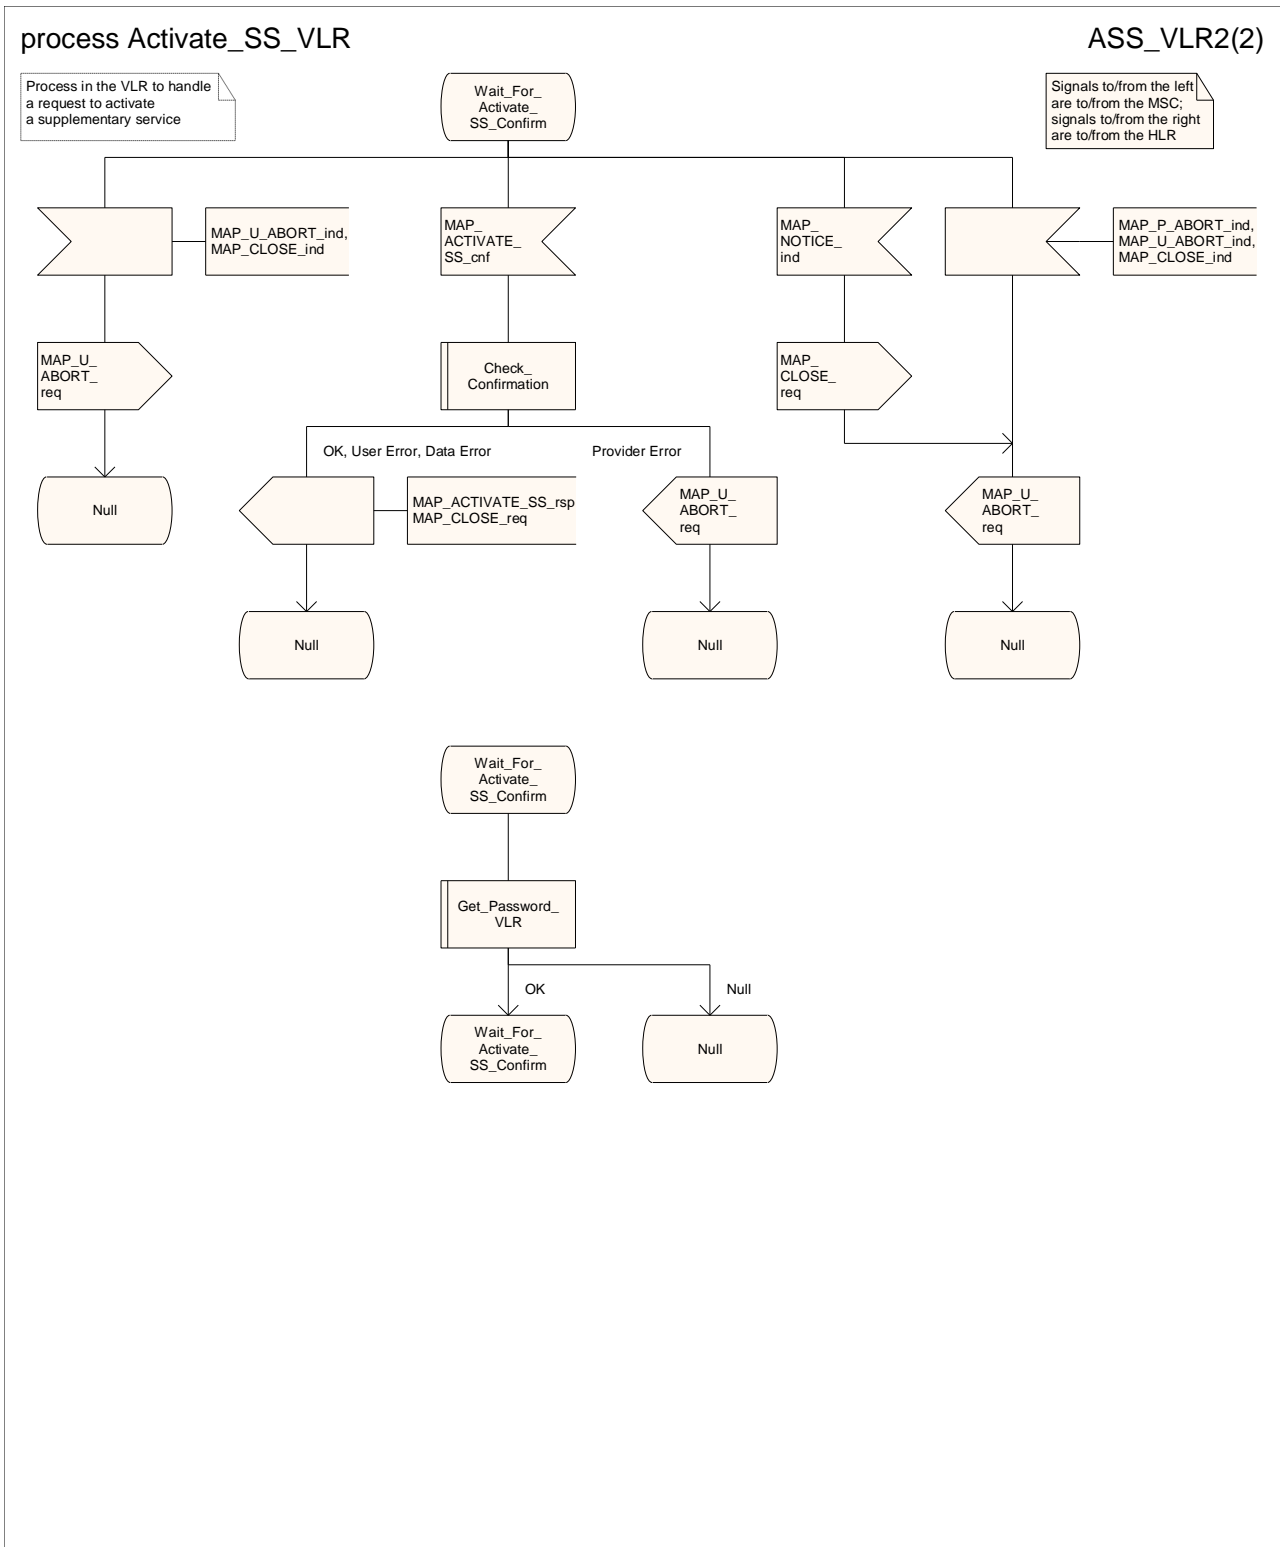 process Activate_SS_VLR
ASS_VLR2(2)
Process in the VLR to handle
a request to activate
a supplementary service
Wait_For_
Activate_
SS_Confirm
Signals to/from the left
are to/from the MSC;
signals to/from the right
are to/from the HLR
MAP_U_ABORT_ind,
MAP_CLOSE_ind
MAP_
ACTIVATE_
SS_cnf
MAP_
NOTICE_
ind
MAP_P_ABORT_ind,
MAP_U_ABORT_ind,
MAP_CLOSE_ind
MAP_U_
ABORT_
req
Check_
Confirmation
MAP_
CLOSE_
req
OK, User Error, Data Error
Provider Error
Null
MAP_ACTIVATE_SS_rsp
MAP_CLOSE_req
MAP_U_
ABORT_
req
MAP_U_
ABORT_
req
Null
Null
Null
Wait_For_
Activate_
SS_Confirm
Get_Password_
VLR
OK
Null
Wait_For_
Activate_
SS_Confirm
Null